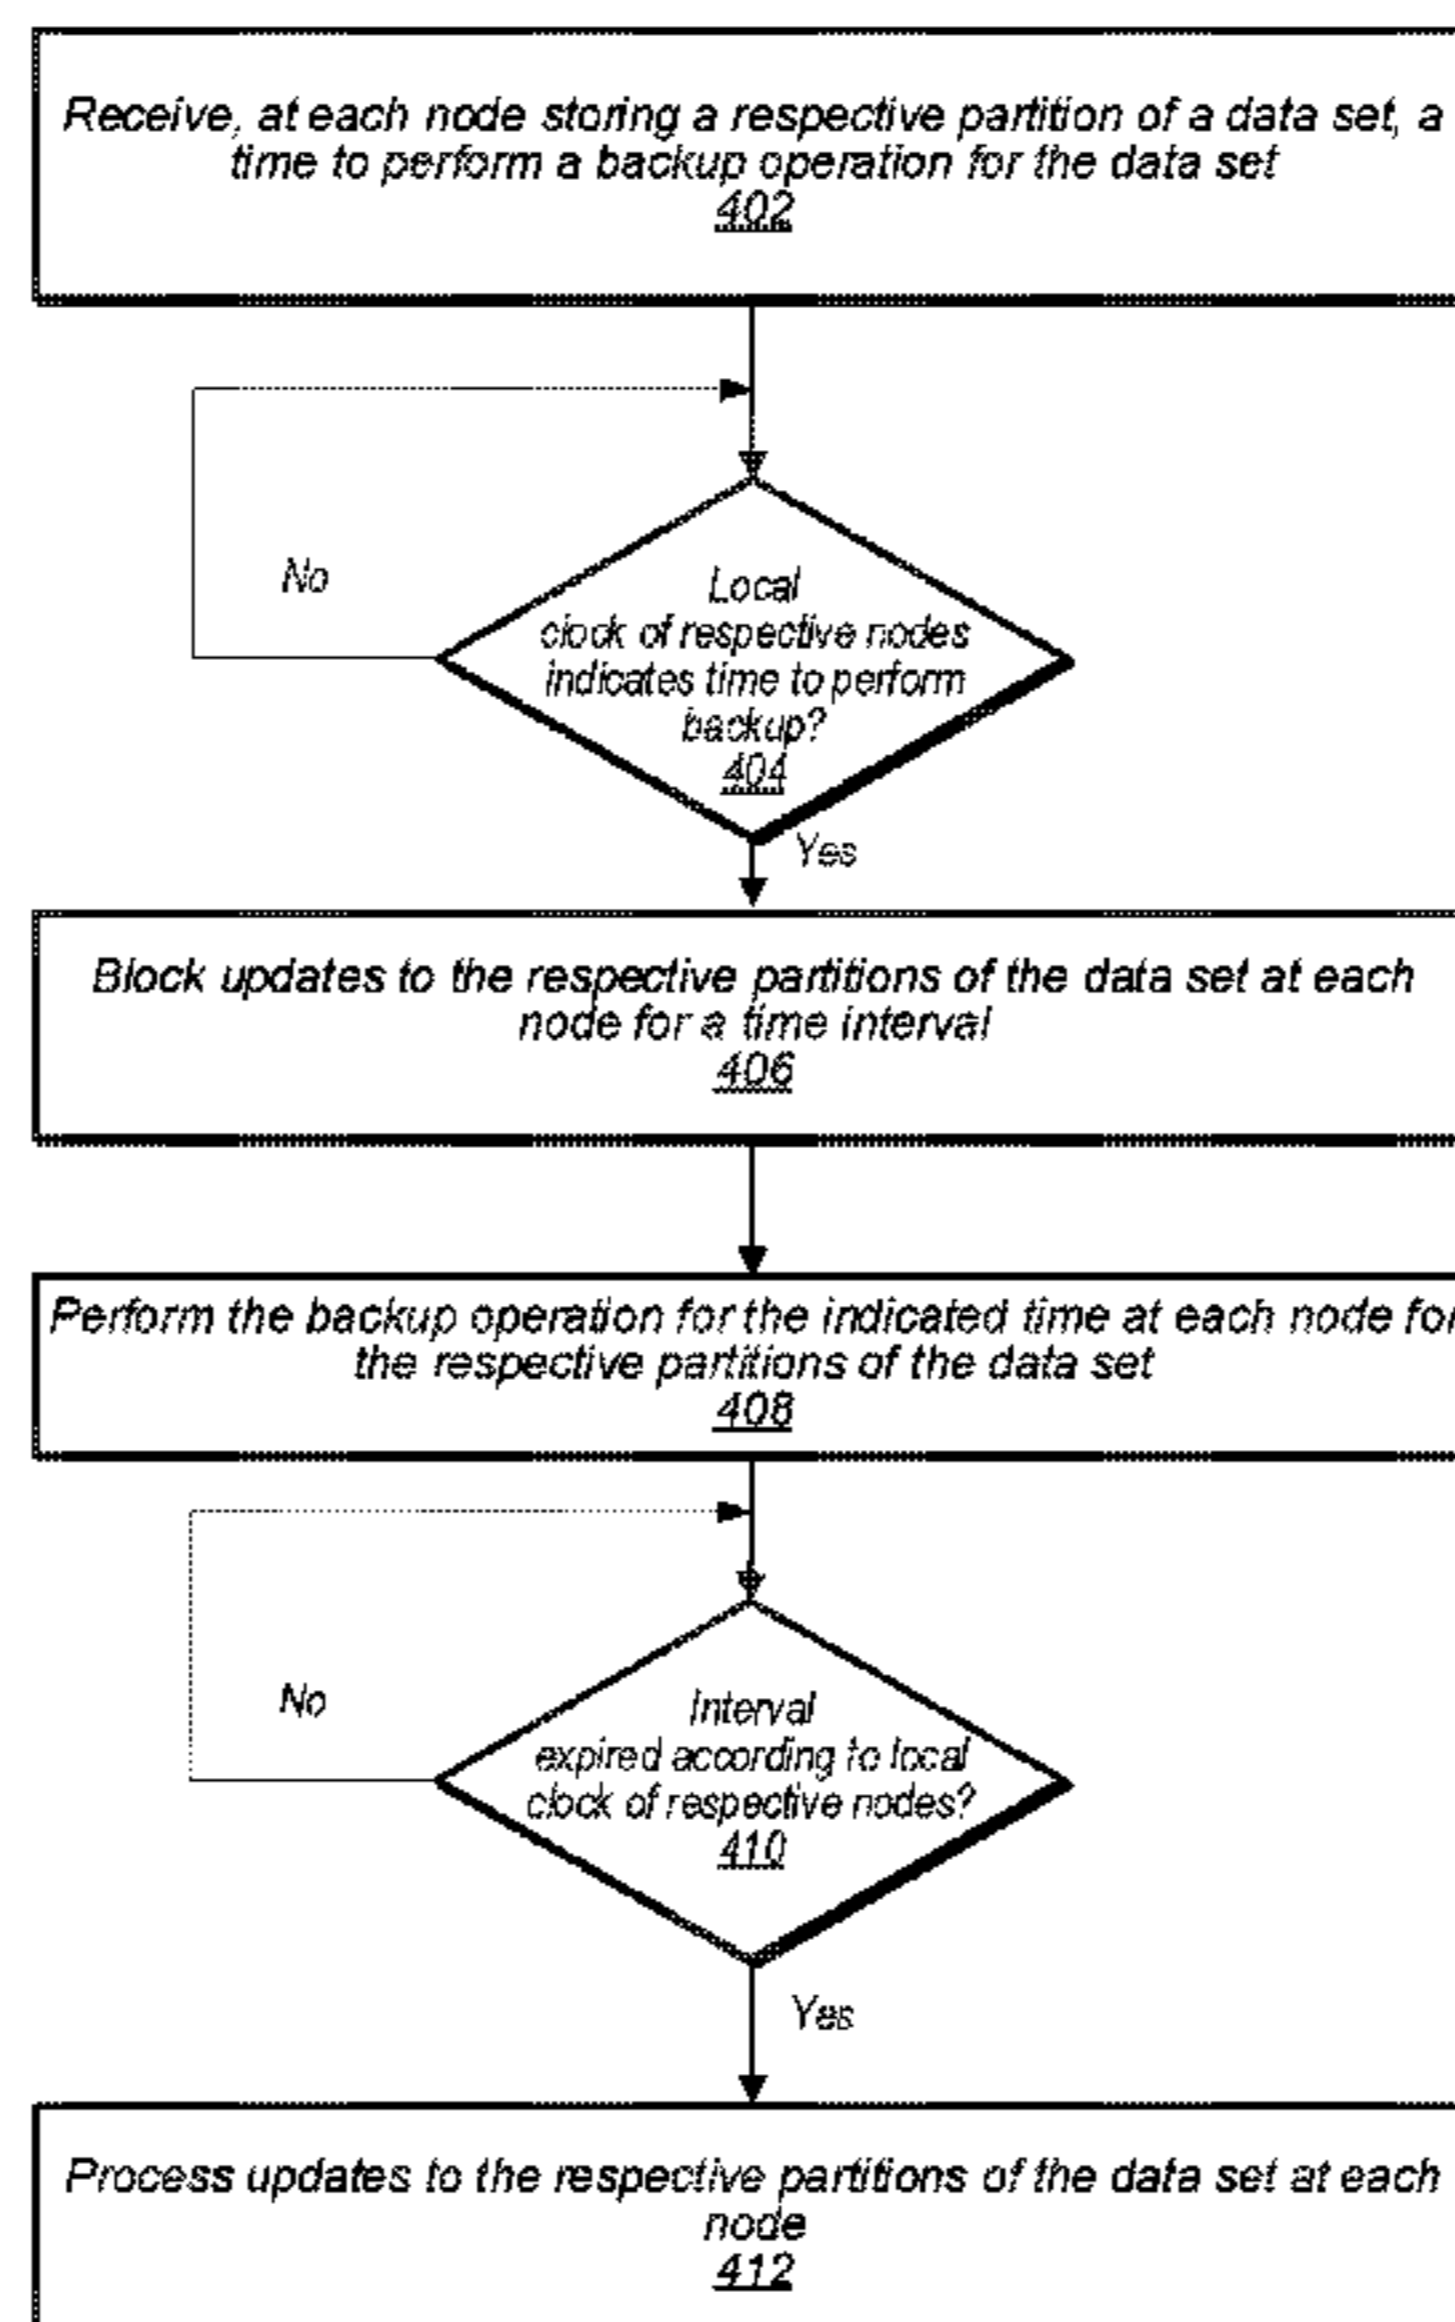 Receive, at each node storing a respective partition of a data set, a
time to perform a backup operation for the data set
402
No
Local
clock of respective nodes
indicates time to perform
backup?
404
Yes
Block updates to the respective partitions of the data set at each
node for a time interval
406
Perform the backup operation for the indicated time at each node for
the respective partitions of the data set
408
No
Interval
expired according to local
clock of respective nodes?
410
Yes
Process updates to the respective partitions of the data set at each
node
412